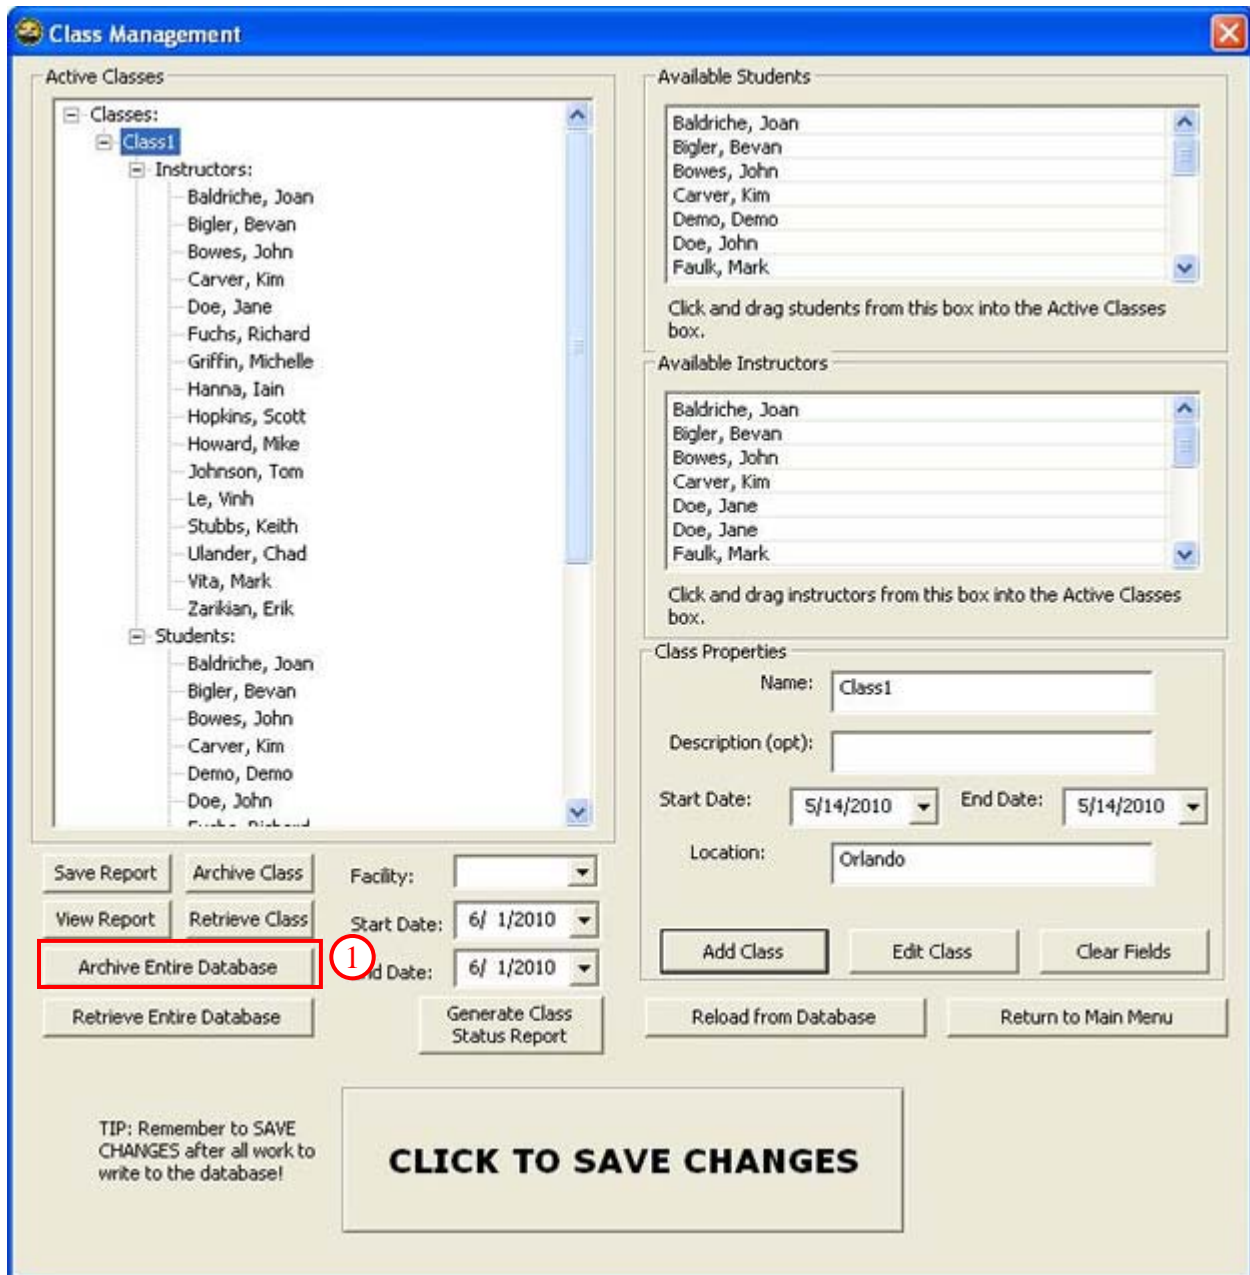 Class Management
Active Classes
Classes:
Class1
Instructors:
Baldriche, Joan
Bigler, Bevan
Bowes, John
Carver, Kim
Doe, Jane
Fuchs, Richard
Griffin, Michelle
Hanna, Iain
Hopkins, Scott
Howard, Mike
Johnson, Tom
Le, Vinh
Stubbs, Keith
Ulander, Chad
Vita, Mark
Zarikian, Erik
Students:
Baldriche, Joan
Bigler, Bevan
Bowes, John
Carver, Kim
Demo, Demo
Doe, John
Save Report
Archive Class
View Report
Retrieve Class
Archive Entire Database
1
Retrieve Entire Database
Facility:
Start Date: 6/ 1/2010
End Date: 6/ 1/2010
Generate Class
Status Report
Available Students
Baldriche, Joan
Bigler, Bevan
Bowes, John
Carver, Kim
Demo, Demo
Doe, John
Faulk, Mark
Click and drag students from this box into the Active Classes
box.
Available Instructors
Baldriche, Joan
Bigler, Bevan
Bowes, John
Carver, Kim
Doe, Jane
Doe, Jane
Faulk, Mark
Click and drag instructors from this box into the Active Classes
box.
Class Properties
Name: Class1
Description (opt):
Start Date: 5/14/2010 End Date: 5/14/2010
Location: Orlando
Add Class
Edit Class
Clear Fields
Reload from Database
Return to Main Menu
TIP: Remember to SAVE
CHANGES after all work to
write to the database!
CLICK TO SAVE CHANGES